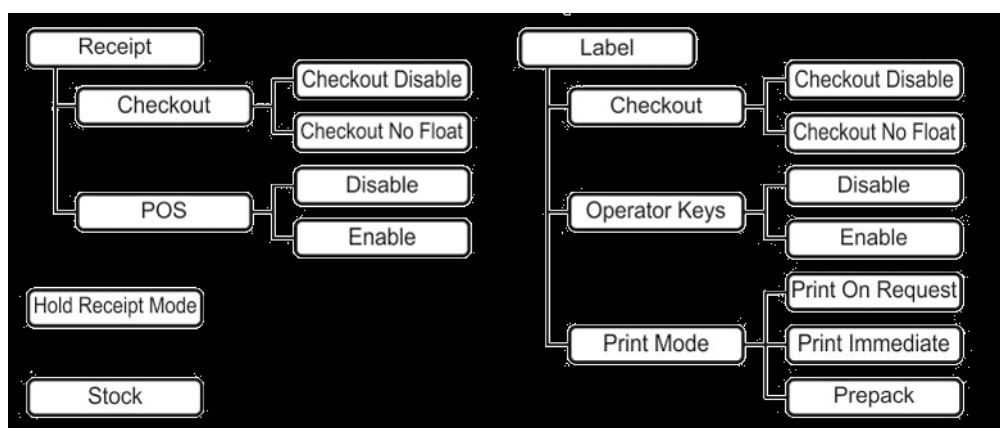 Receipt
Checkout
Checkout Disable
Checkout No Float
POS
Disable
Enable
Hold Receipt Mode
Stock
Label
Checkout
Checkout Disable
Checkout No Float
Operator Keys
Disable
Enable
Print Mode
Print On Request
Print Immediate
Prepack